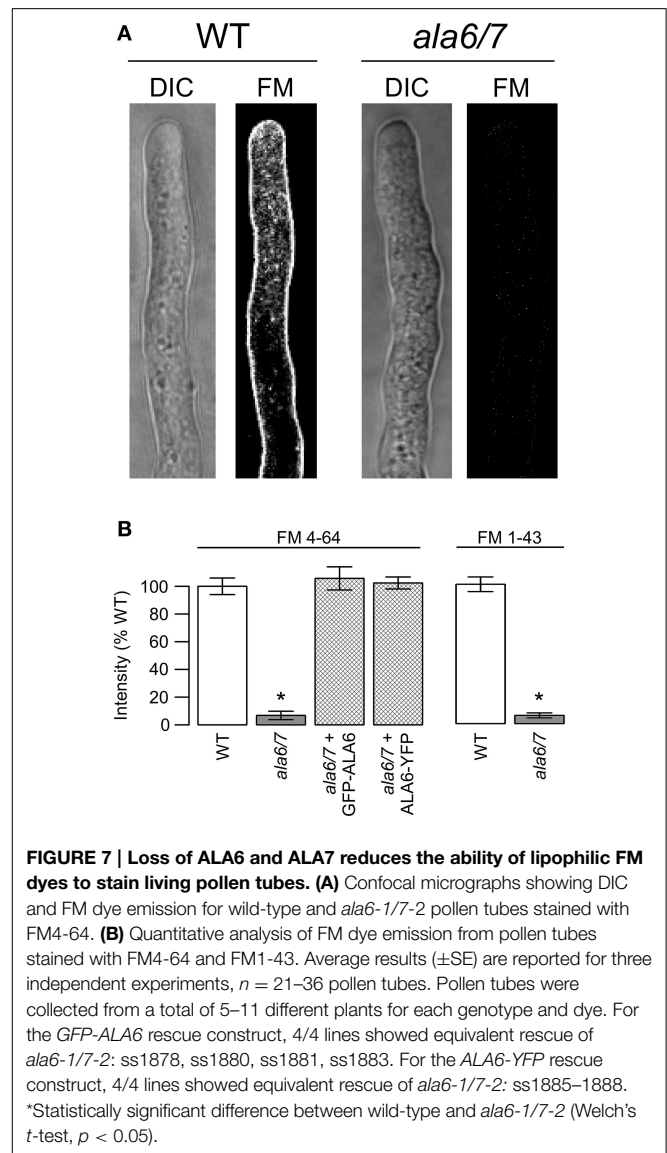 A
WT
ala6/7
DIC
FM
DIC
FM
B
FM 4-64
FM 1-43
Intensity (% WT)
100
80
60
40
20
0
*
*
WT
ala6/7
ala6/7 +
GFP-ALA6
ala6/7 +
ALA6-YFP
WT
ala6/7
FIGURE 7 | Loss of ALA6 and ALA7 reduces the ability of lipophilic FM
dyes to stain living pollen tubes. (A) Confocal micrographs showing DIC
and FM dye emission for wild-type and ala6-1/7-2 pollen tubes stained with
FM4-64. (B) Quantitative analysis of FM dye emission from pollen tubes
stained with FM4-64 and FM1-43. Average results (±SE) are reported for three
independent experiments, n = 21–36 pollen tubes. Pollen tubes were
collected from a total of 5–11 different plants for each genotype and dye. For
the GFP-ALA6 rescue construct, 4/4 lines showed equivalent rescue of
ala6-1/7-2: ss1878, ss1880, ss1881, ss1883. For the ALA6-YFP rescue
construct, 4/4 lines showed equivalent rescue of ala6-1/7-2: ss1885–1888.
*Statistically significant difference between wild-type and ala6-1/7-2 (Welch's
t-test, p < 0.05).